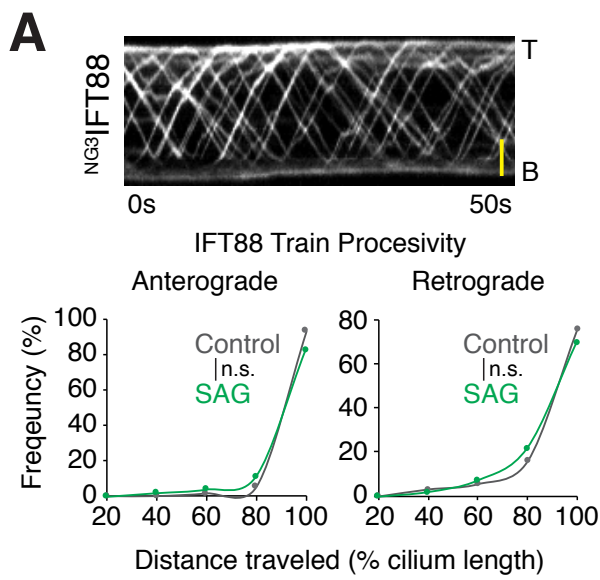 A
NG3IFT88
T
B
0s 50s
IFT88 Train Procesivity
Anterograde Retrograde
Freqeuncy (%)
100
80
60
40
20
0
Control
n.s.
SAG
20 40 60 80 100
80
60
40
20
0
Control
n.s.
SAG
20 40 60 80 100
Distance traveled (% cilium length)